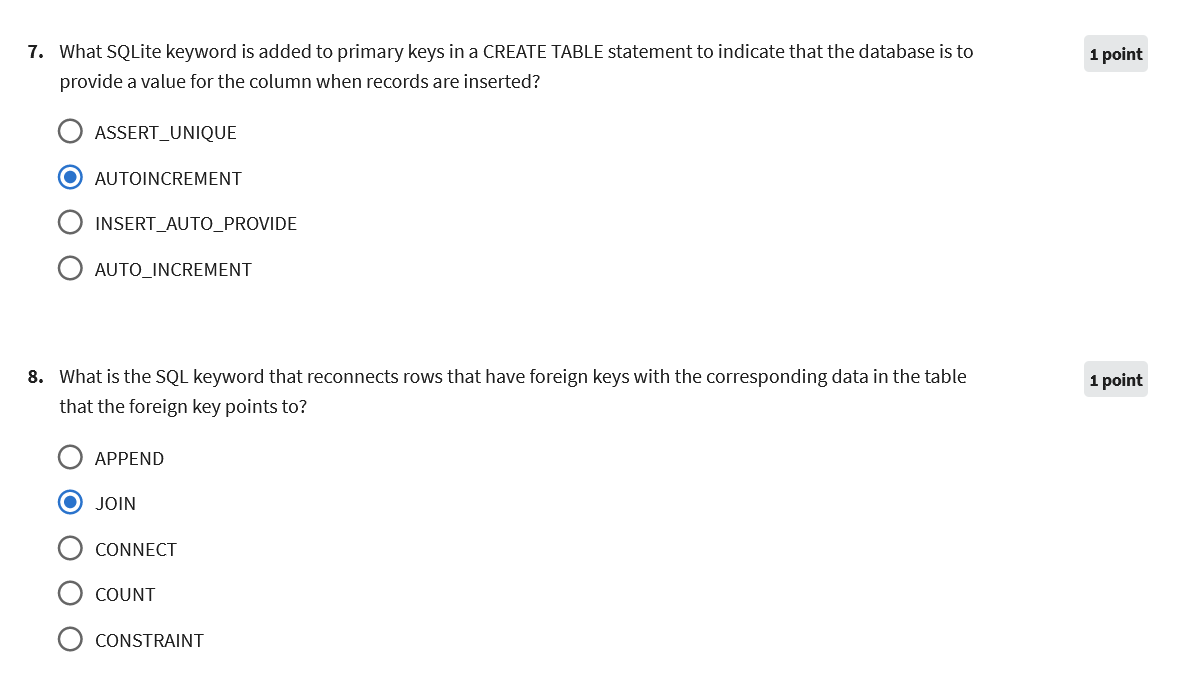 7. What SQLite keyword is added to primary keys in a CREATE TABLE statement to indicate that the database is to
1 point
provide a value for the column when records are inserted?
ASSERT_UNIQUE
AUTOINCREMENT
INSERT_AUTO_PROVIDE
AUTO_INCREMENT
8. What is the SQL keyword that reconnects rows that have foreign keys with the corresponding data in the table
1 point
that the foreign key points to?
APPEND
JOIN
CONNECT
COUNT
CONSTRAINT